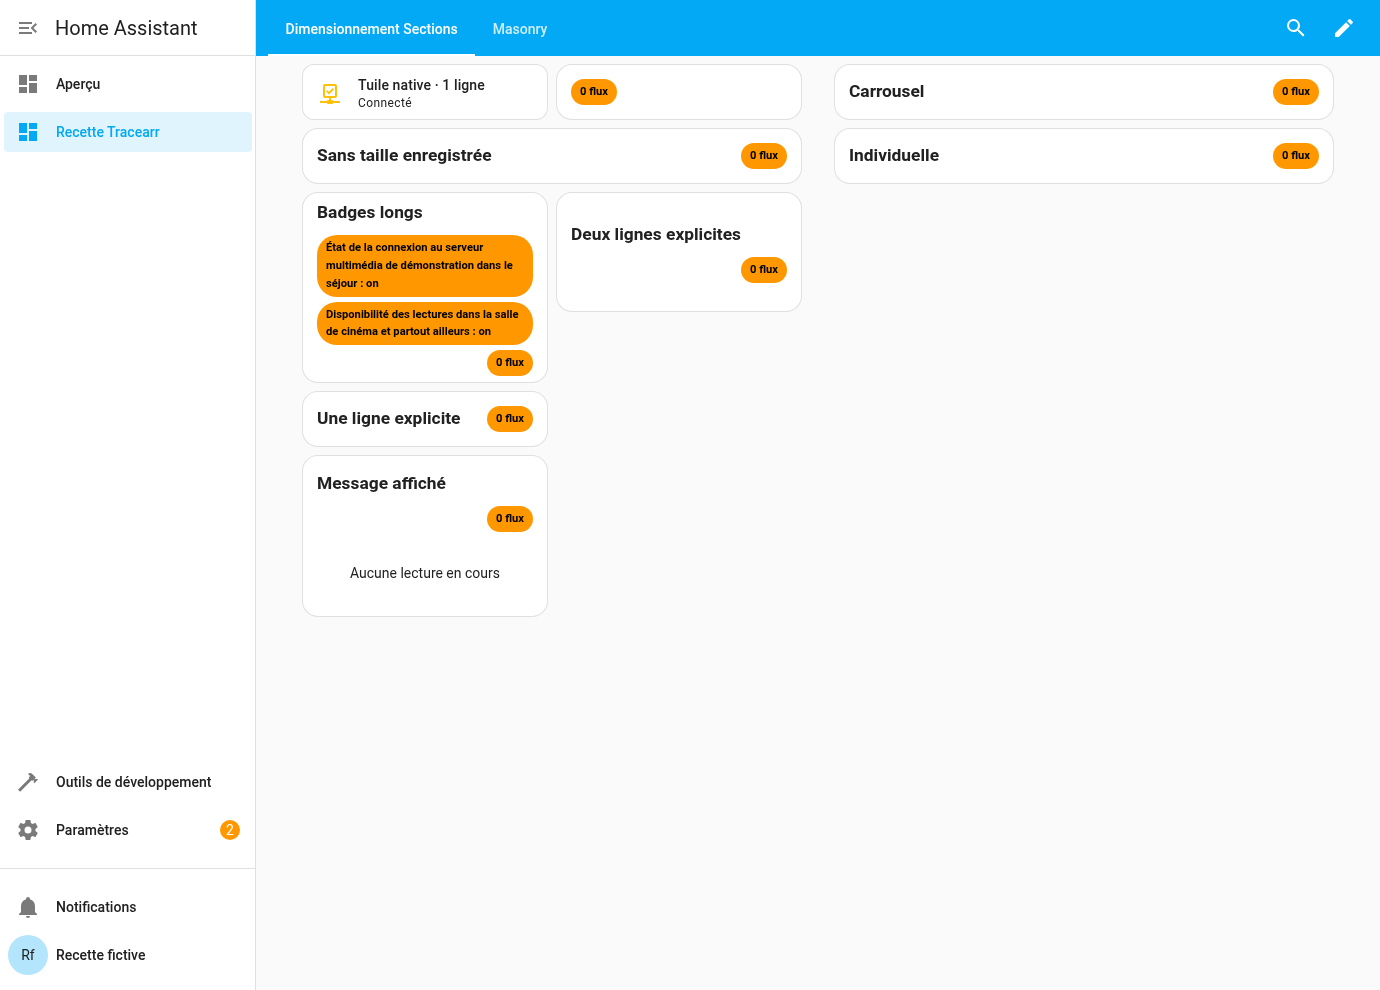 Home Assistant
Dimensionnement Sections
Masonry
Aperçu
Recette Tracearr
Outils de développement
Paramètres
2
Notifications
Rf
Recette fictive
Tuile native · 1 ligne
Connecté
0 flux
Sans taille enregistrée
0 flux
Badges longs
État de la connexion au serveur
multimédia de démonstration dans le
séjour : on
Disponibilité des lectures dans la salle
de cinéma et partout ailleurs : on
0 flux
Deux lignes explicites
0 flux
Une ligne explicite
0 flux
Message affiché
0 flux
Aucune lecture en cours
Carrousel
0 flux
Individuelle
0 flux